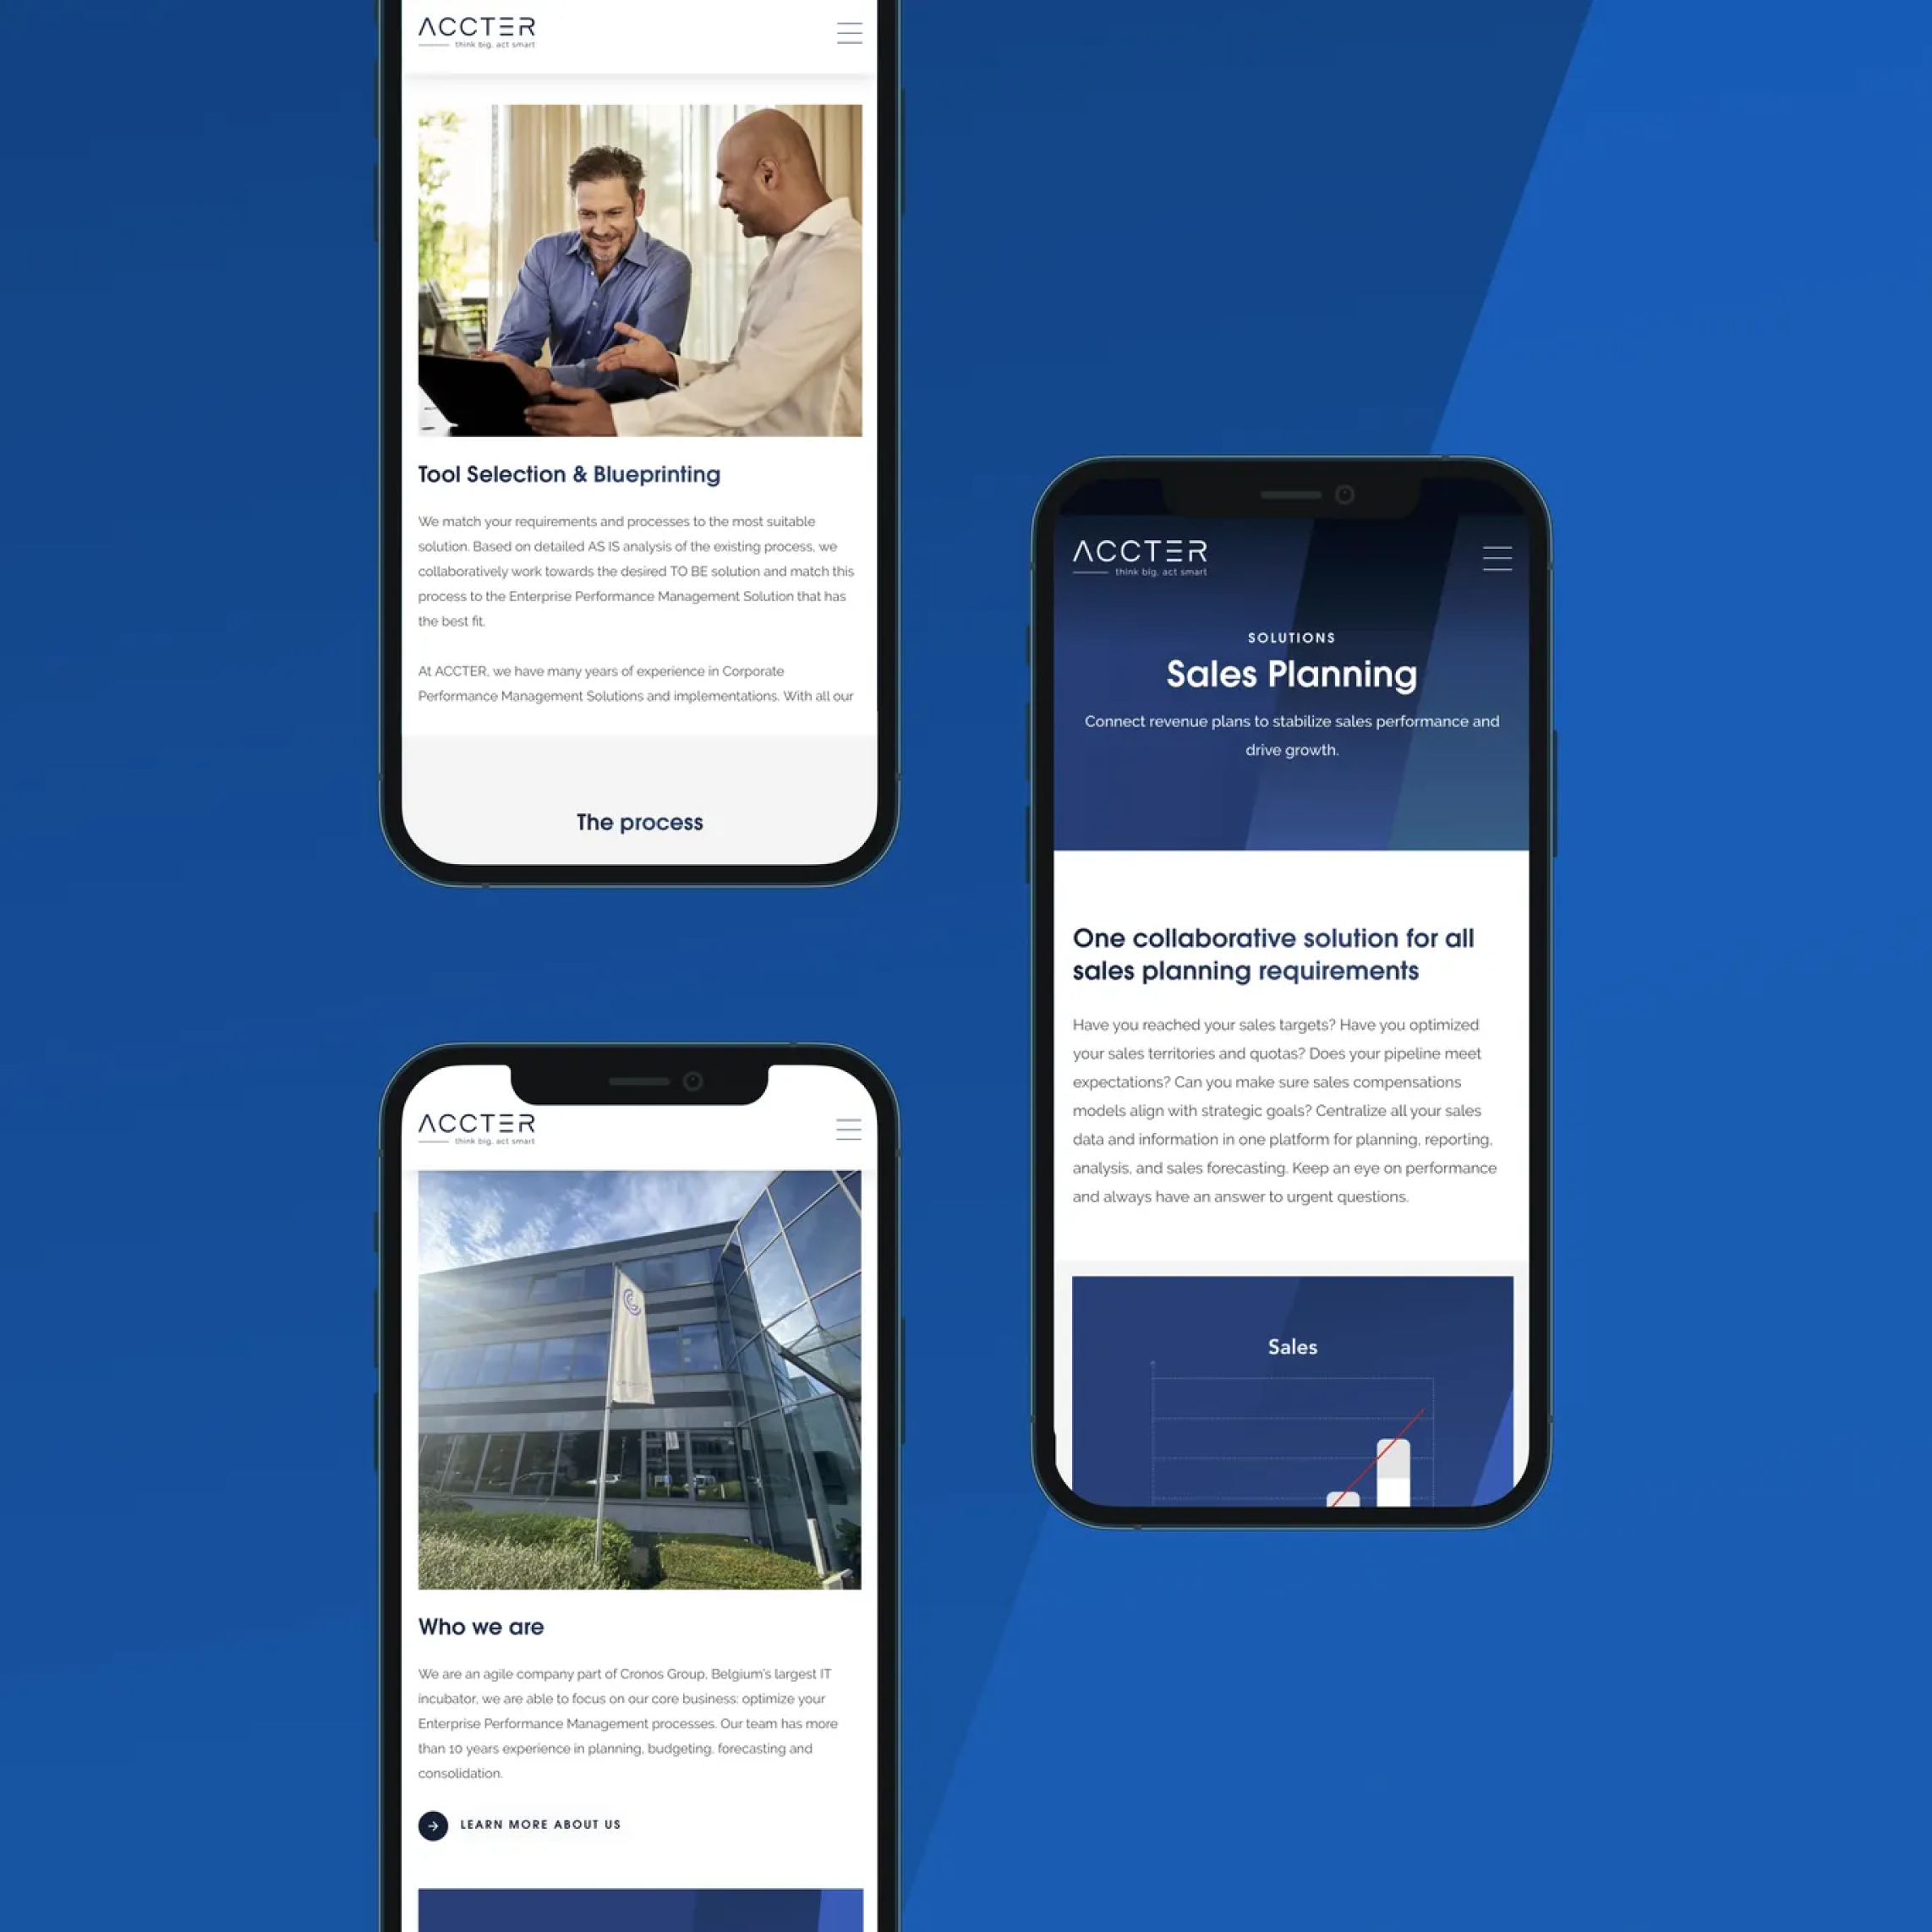 ACCTER
think big, act smart
Tool Selection & Blueprinting
We match your requirements and processes to the most suitable
solution. Based on detailed AS IS analysis of the existing process, we
collaboratively work towards the desired TO BE solution and match this
process to the Enterprise Performance Management Solution that has
the best fit.
At ACCTER, we have many years of experience in Corporate
Performance Management Solutions and implementations. With all our
The process
ACCTER
think big, act smart
Who we are
We are an agile company part of Cronos Group, Belgium's largest IT
incubator, we are able to focus on our core business: optimize your
Enterprise Performance Management processes. Our team has more
than 10 years experience in planning, budgeting, forecasting and
consolidation.
LEARN MORE ABOUT US
ACCTER
think big, act smart
SOLUTIONS
Sales Planning
Connect revenue plans to stabilize sales performance and
drive growth.
One collaborative solution for all
sales planning requirements
Have you reached your sales targets? Have you optimized
your sales territories and quotas? Does your pipeline meet
expectations? Can you make sure sales compensations
models align with strategic goals? Centralize all your sales
data and information in one platform for planning, reporting,
analysis, and sales forecasting. Keep an eye on performance
and always have an answer to urgent questions.
Sales